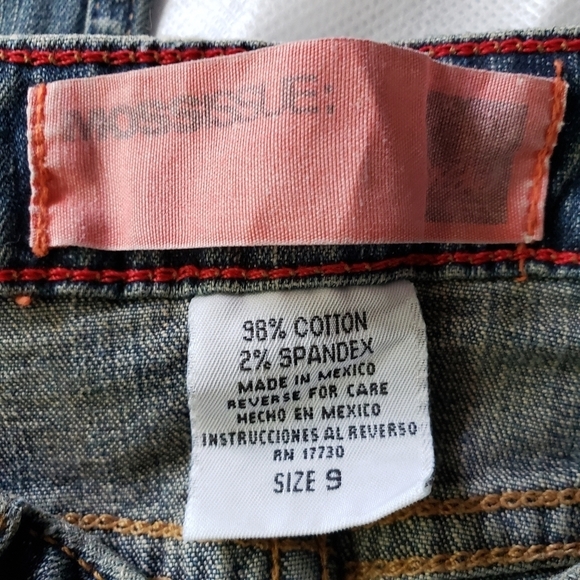 98% COTTON
2% SPANDEX
MADE IN MEXICO
REVERSE FOR CARE
HECHO EN MEXICO
INSTRUCCIONES AL REVERSO
RN 17730
SIZE 9